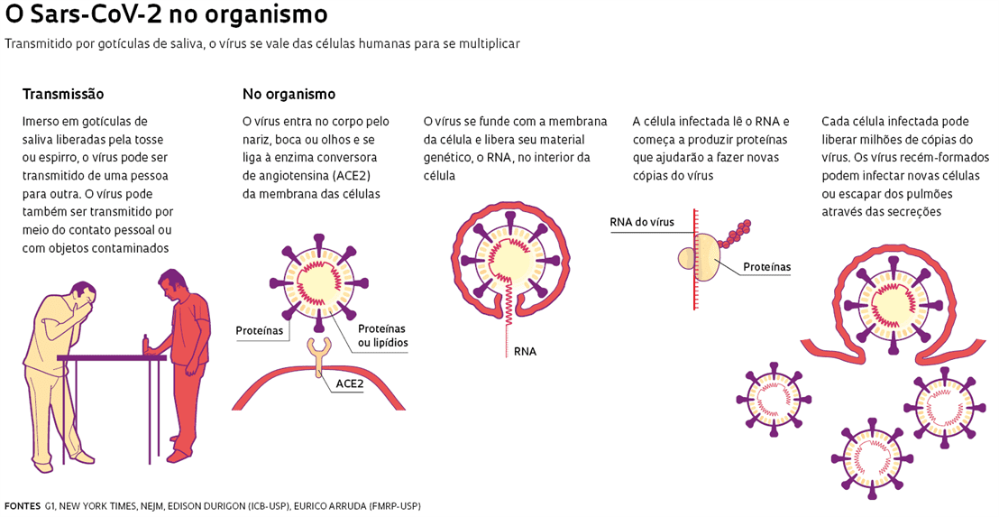 O Sars-CoV-2 no organismo
Transmitido por gotículas de saliva, o vírus se vale das células humanas para se multiplicar
Transmissão
Imerso em gotículas de
saliva liberadas pela tosse
ou espirro, o vírus pode ser
transmitido de uma pessoa
para outra. O vírus pode
também ser transmitido por
meio do contato pessoal ou
com objetos contaminados
No organismo
O vírus entra no corpo pelo
nariz, boca ou olhos e se
liga à enzima conversora
de angiotensina (ACE2)
da membrana das células
Proteínas
Proteínas
ou lipídios
ACE2
O vírus se funde com a membrana
da célula e libera seu material
genético, o RNA, no interior da
célula
RNA
A célula infectada lê o RNA e
começa a produzir proteínas
que ajudarão a fazer novas
cópias do vírus
RNA do vírus
Proteínas
Cada célula infectada pode
liberar milhões de cópias do
vírus. Os vírus recém-formados
podem infectar novas células
ou escapar dos pulmões
através das secreções
FONTES G1, NEW YORK TIMES, NEJM, EDISON DURIGON (ICB-USP), EURICO ARRUDA (FMRP-USP)